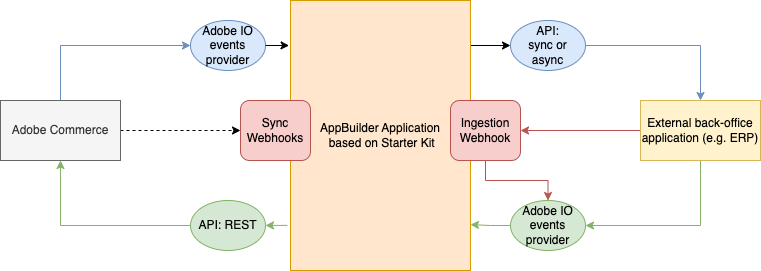 Adobe IO
events
provider
API:
sync or
async
Adobe Commerce
Sync
Webhooks
AppBuilder Application
based on Starter Kit
Ingestion
Webhook
External back-office
application (e.g. ERP)
API: REST
Adobe IO
events
provider